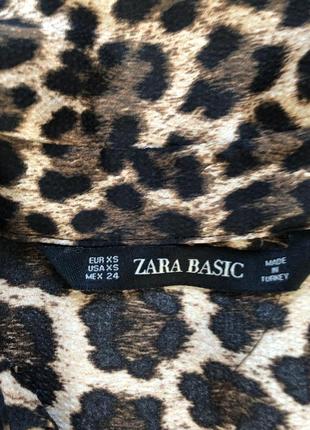 EUR XS
USA XS
MEX 24
ZARA BASIC
MADE
IN
TURKEY